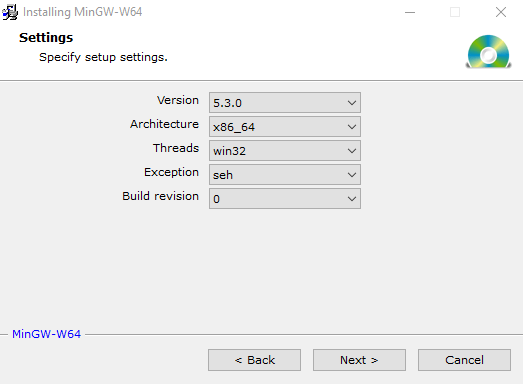 Installing MinGW-W64
Settings
Specify setup settings.
Version 5.3.0
Architecture x86_64
Threads win32
Exception seh
Build revision 0
MinGW-W64
< Back Next > Cancel